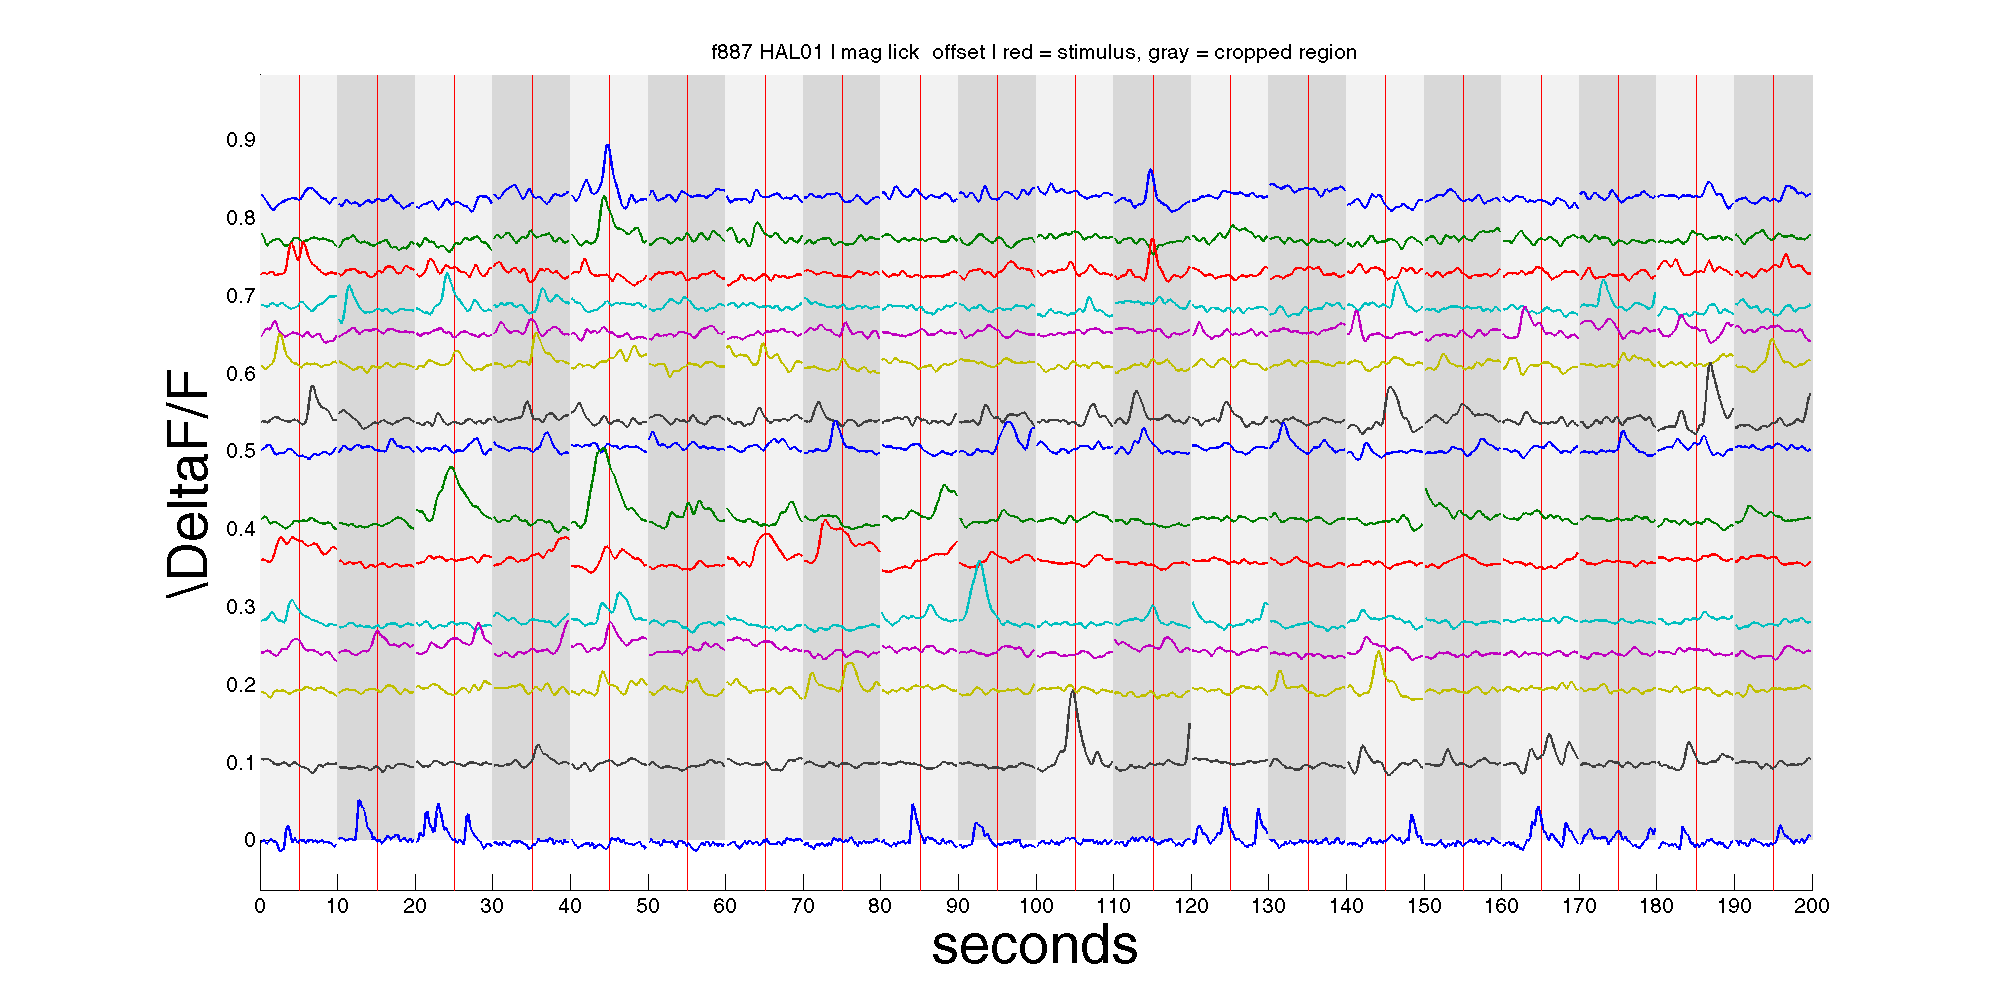 f887 HAL01 | mag lick  offset | red = stimulus, gray = cropped region
\DeltaF/F
0.9
0.8
0.7
0.6
0.5
0.4
0.3
0.2
0.1
0
0 10 20 30 40 50 60 70 80 90 100 110 120 130 140 150 160 170 180 190 200
seconds